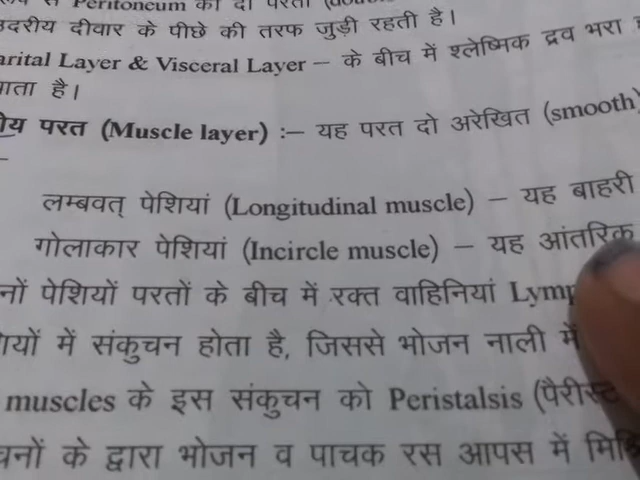 से Peritoneum की दो परतों
उदरीय दीवार के पीछे की तरफ जुड़ी रहती है।
arital Layer & Visceral Layer – के बीच में श्लेष्मिक द्रव भरा
है।
परत (Muscle layer) :– यह परत दो अरेखित (smooth)
लम्बवत् पेशियां (Longitudinal muscle) – यह बाहरी
गोलाकार पेशियां (Incircle muscle) – यह आंतरिक
नों पेशियों परतों के बीच में रक्त वाहिनियां Lymp
में संकुचन होता है, जिससे भोजन नाली में
muscles के इस संकुचन को Peristalsis (पैरीस्ट
चनों के द्वारा भोजन व पाचक रस आपस में